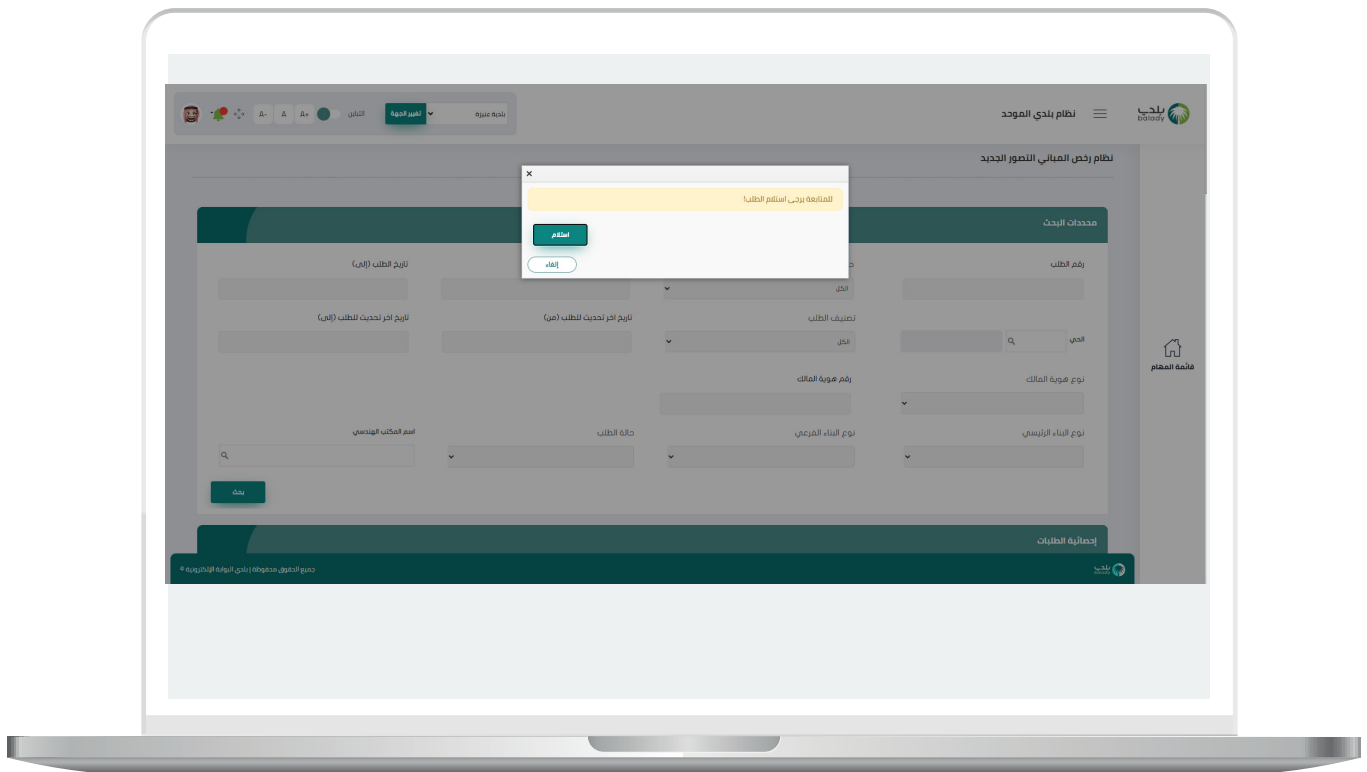 بلدي
balady
نظام بلدي الموحد
بلدية عنيزة
تغيير الجهة
التباين
A+
A
A-
نظام رخص المباني التصور الجديد
×
للمتابعة يرجى استلام الطلب!
استلام
إلغاء
محددات البحث
رقم الطلب
تاريخ الطلب (إلى)
الكل
الحي
تصنيف الطلب
تاريخ اخر تحديث للطلب (من)
تاريخ اخر تحديث للطلب (إلى)
الكل
نوع هوية المالك
رقم هوية المالك
نوع البناء الرئيسي
نوع البناء الفرعي
حالة الطلب
اسم المكتب الهندسي
بحث
إحصائية الطلبات
قائمة المهام
بلدي
balady
جميع الحقوق محفوظة | بلدي البوابة الإلكترونية ©